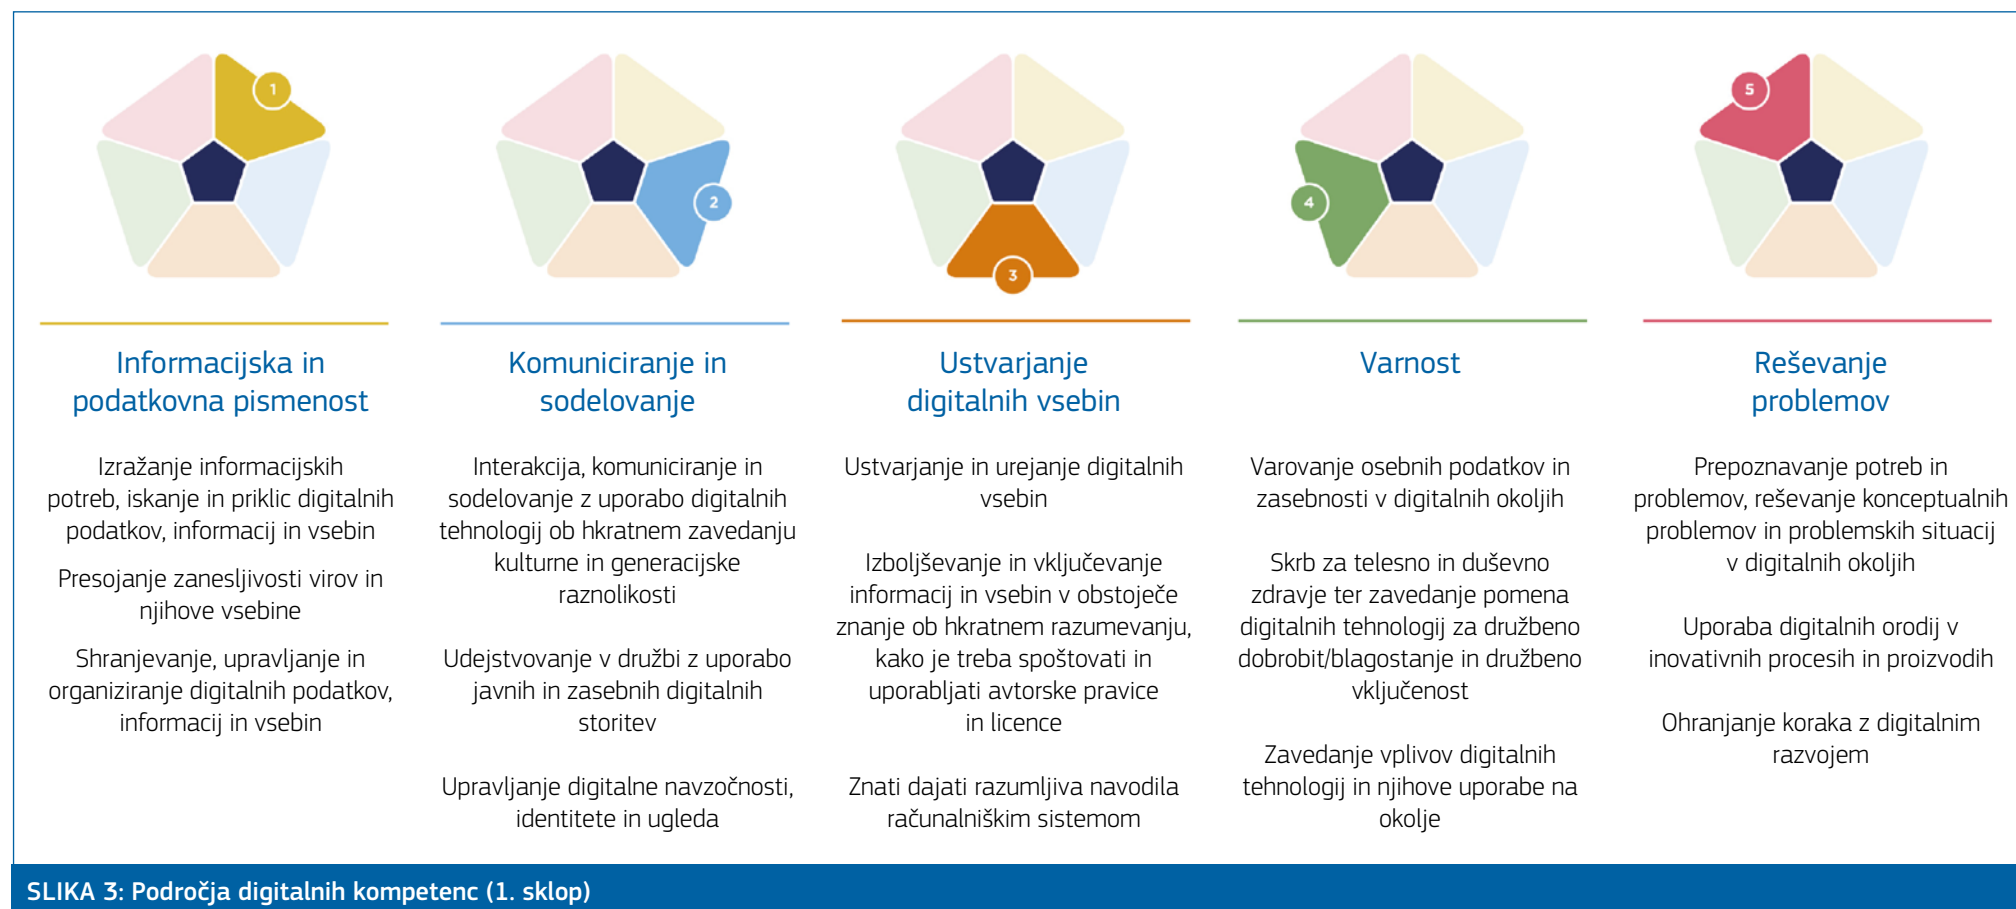 1
Informacijska in
podatkovna pismenost
Izražanje informacijskih
potreb, iskanje in priklic digitalnih
podatkov, informacij in vsebin
Presojanje zanesljivosti virov in
njihove vsebine
Shranjevanje, upravljanje in
organiziranje digitalnih podatkov,
informacij in vsebin
2
Komuniciranje in
sodelovanje
Interakcija, komuniciranje in
sodelovanje z uporabo digitalnih
tehnologij ob hkratnem zavedanju
kulturne in generacijske
raznolikosti
Udejstvovanje v družbi z uporabo
javnih in zasebnih digitalnih
storitev
Upravljanje digitalne navzočnosti,
identitete in ugleda
3
Ustvarjanje
digitalnih vsebin
Ustvarjanje in urejanje digitalnih
vsebin
Izboljševanje in vključevanje
informacij in vsebin v obstoječe
znanje ob hkratnem razumevanju,
kako je treba spoštovati in
uporabljati avtorske pravice
in licence
Znati dajati razumljiva navodila
računalniškim sistemom
4
Varnost
Varovanje osebnih podatkov in
zasebnosti v digitalnih okoljih
Skrb za telesno in duševno
zdravje ter zavedanje pomena
digitalnih tehnologij za družbeno
dobrobit/blagostanje in družbeno
vključenost
Zavedanje vplivov digitalnih
tehnologij in njihove uporabe na
okolje
5
Reševanje
problemov
Prepoznavanje potreb in
problemov, reševanje konceptualnih
problemov in problemskih situacij
v digitalnih okoljih
Uporaba digitalnih orodij v
inovativnih procesih in proizvodih
Ohranjanje koraka z digitalnim
razvojem
SLIKA 3: Področja digitalnih kompetenc (1. sklop)